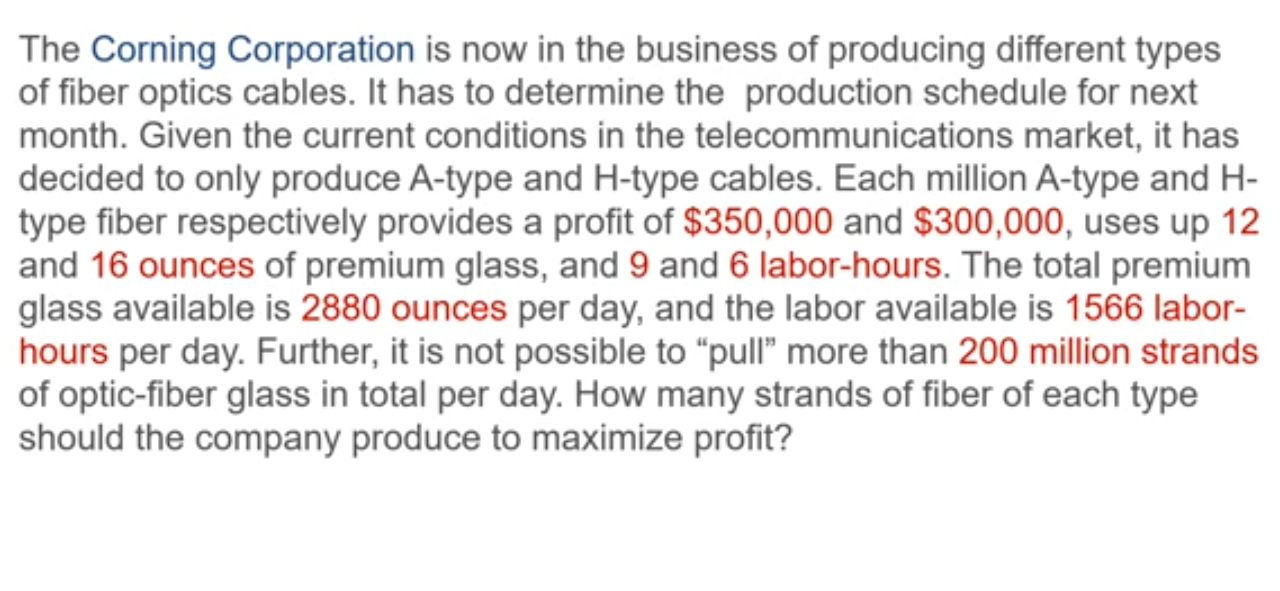 The Corning Corporation is now in the business of producing different types
of fiber optics cables. It has to determine the  production schedule for next
month. Given the current conditions in the telecommunications market, it has
decided to only produce A-type and H-type cables. Each million A-type and H-
type fiber respectively provides a profit of $350,000 and $300,000, uses up 12
and 16 ounces of premium glass, and 9 and 6 labor-hours. The total premium
glass available is 2880 ounces per day, and the labor available is 1566 labor-
hours per day. Further, it is not possible to “pull” more than 200 million strands
of optic-fiber glass in total per day. How many strands of fiber of each type
should the company produce to maximize profit?